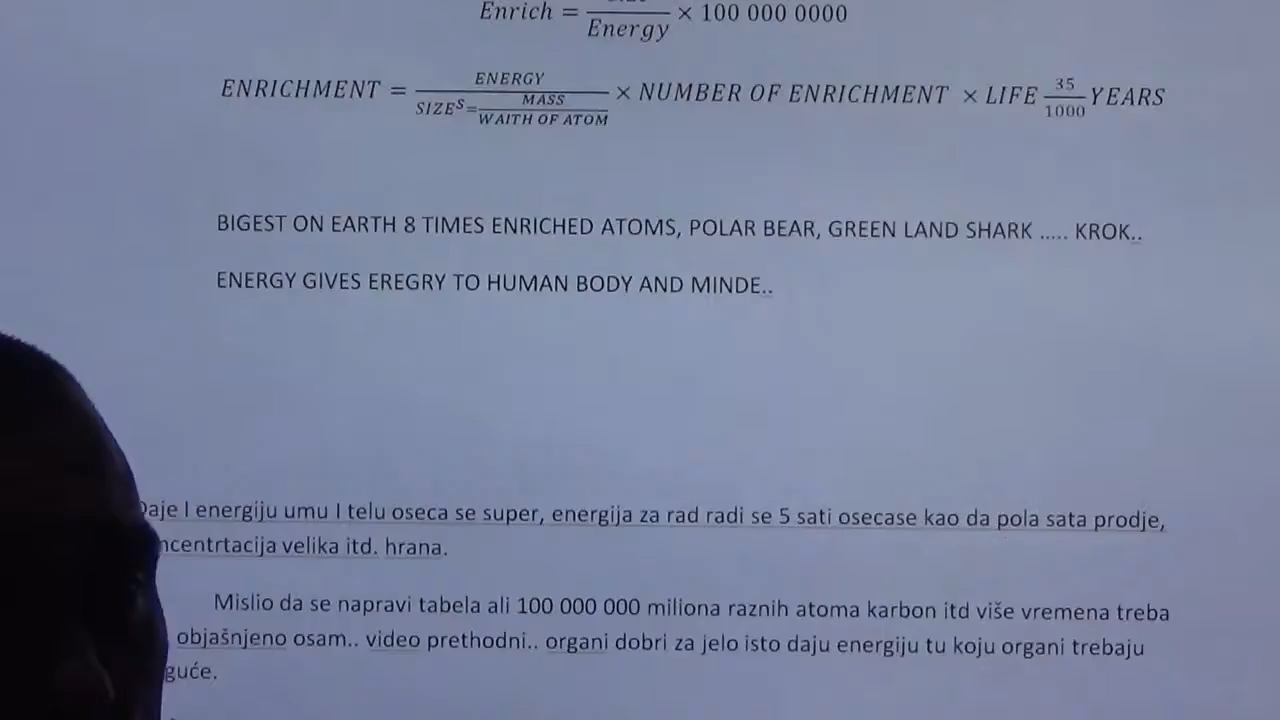 Enrich = / Energy × 100 000 0000
ENRICHMENT = ENERGY / SIZE^S = MASS / WAITH OF ATOM × NUMBER OF ENRICHMENT × LIFE 35/1000 YEARS
BIGEST ON EARTH 8 TIMES ENRICHED ATOMS, POLAR BEAR, GREEN LAND SHARK ..... KROK..
ENERGY GIVES EREGRY TO HUMAN BODY AND MINDE..
Daje I energiju umu I telu oseca se super, energija za rad radi se 5 sati osecase kao da pola sata prodje,
ncentrtacija velika itd. hrana.
Mislio da se napravi tabela ali 100 000 000 miliona raznih atoma karbon itd više vremena treba
objašnjeno osam.. video prethodni.. organi dobri za jelo isto daju energiju tu koju organi trebaju
guće.